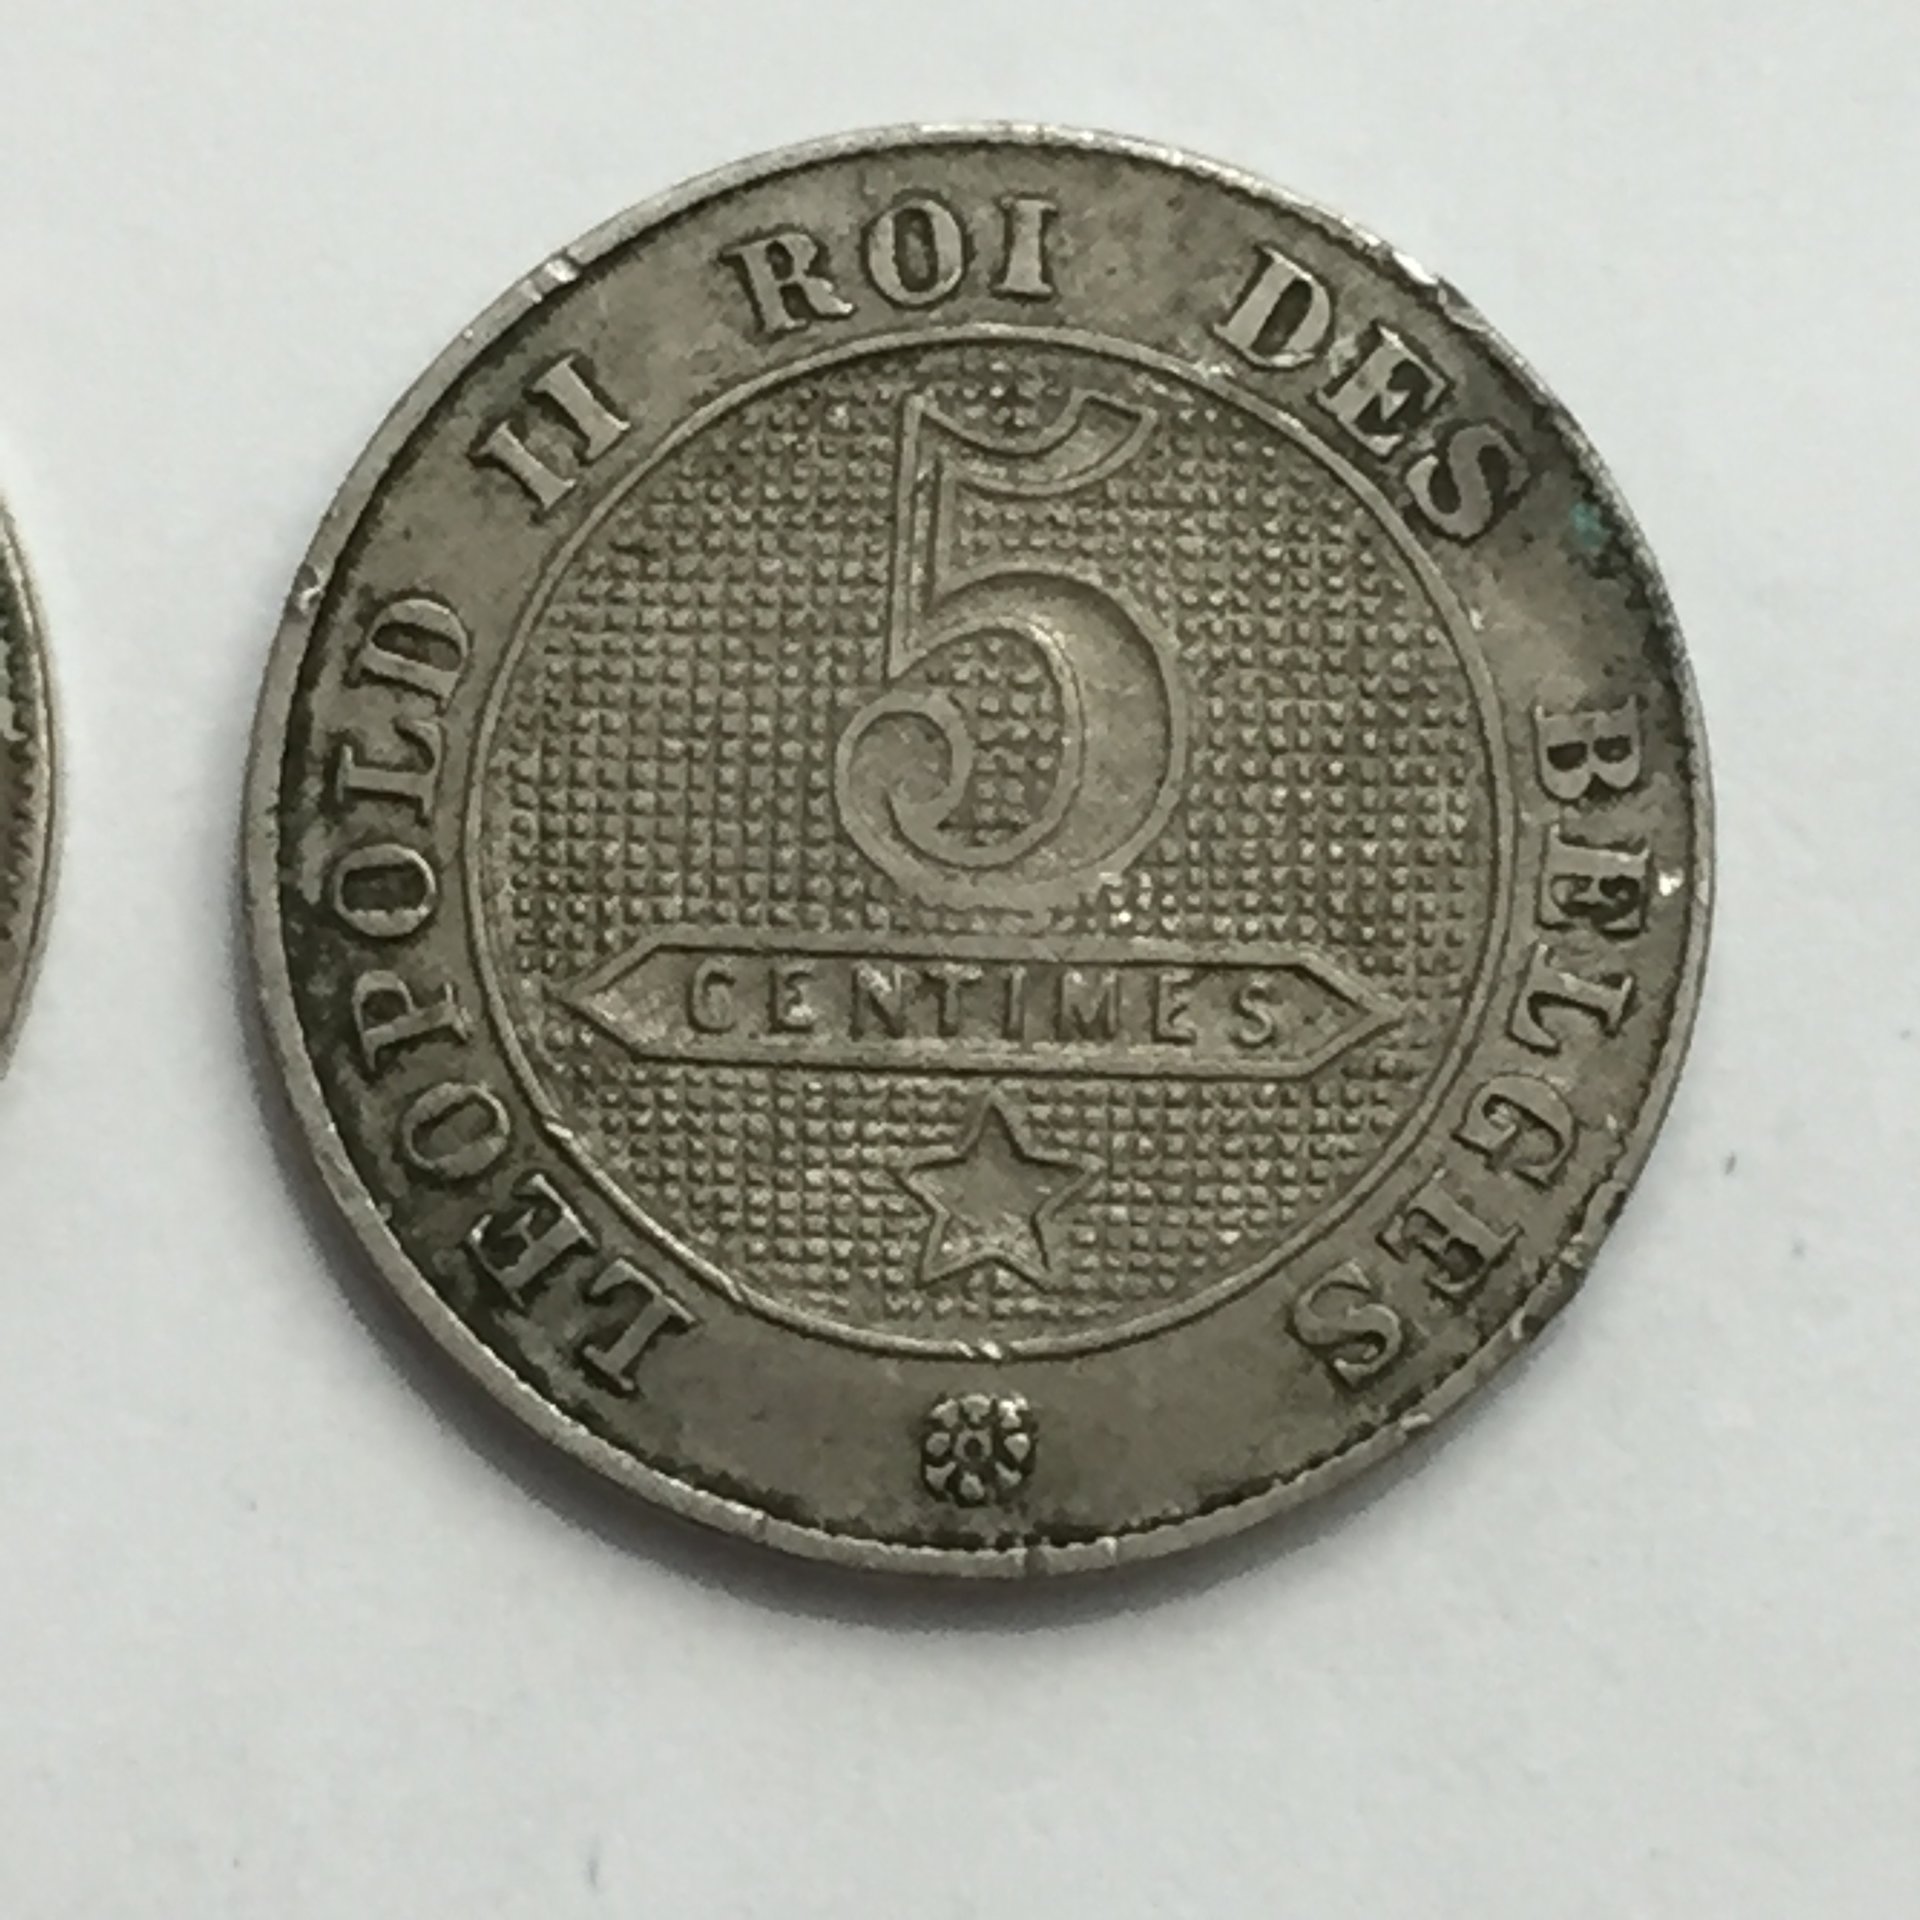 LEOPOLD II ROI DES BELGES
5
CENTIMES